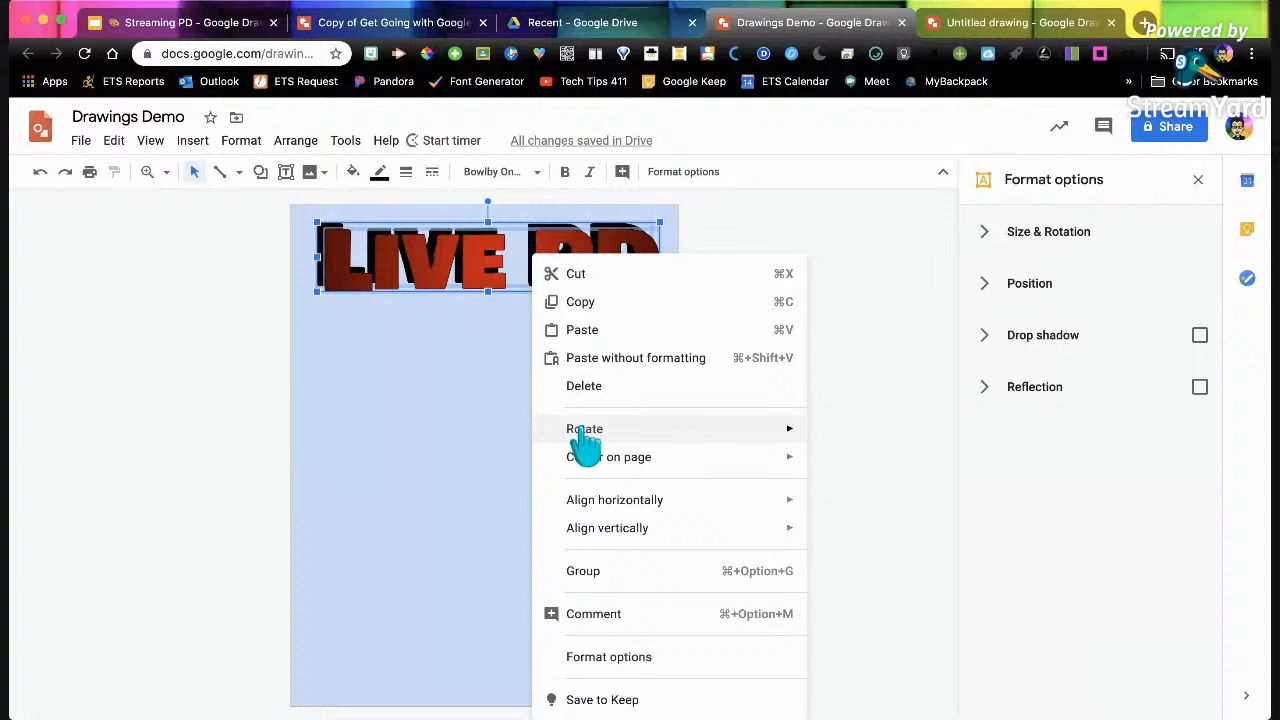 Streaming PD - Google Draw
Copy of Get Going with Google
Recent - Google Drive
Drawings Demo - Google Draw
Untitled drawing - Google Draw
Powered by
docs.google.com/drawin...
Apps
ETS Reports
Outlook
ETS Request
Pandora
Font Generator
Tech Tips 411
Google Keep
ETS Calendar
Meet
MyBackpack
»
Other Bookmarks
StreamYard
Drawings Demo
File Edit View Insert Format Arrange Tools Help
Start timer
All changes saved in Drive
Share
Bowlby On...
B
I
Format options
Format options
LIVE PD
Size & Rotation
Position
Drop shadow
Reflection
Cut ⌘X
Copy ⌘C
Paste ⌘V
Paste without formatting ⌘+Shift+V
Delete
Rotate
on page
Align horizontally
Align vertically
Group ⌘+Option+G
Comment ⌘+Option+M
Format options
Save to Keep